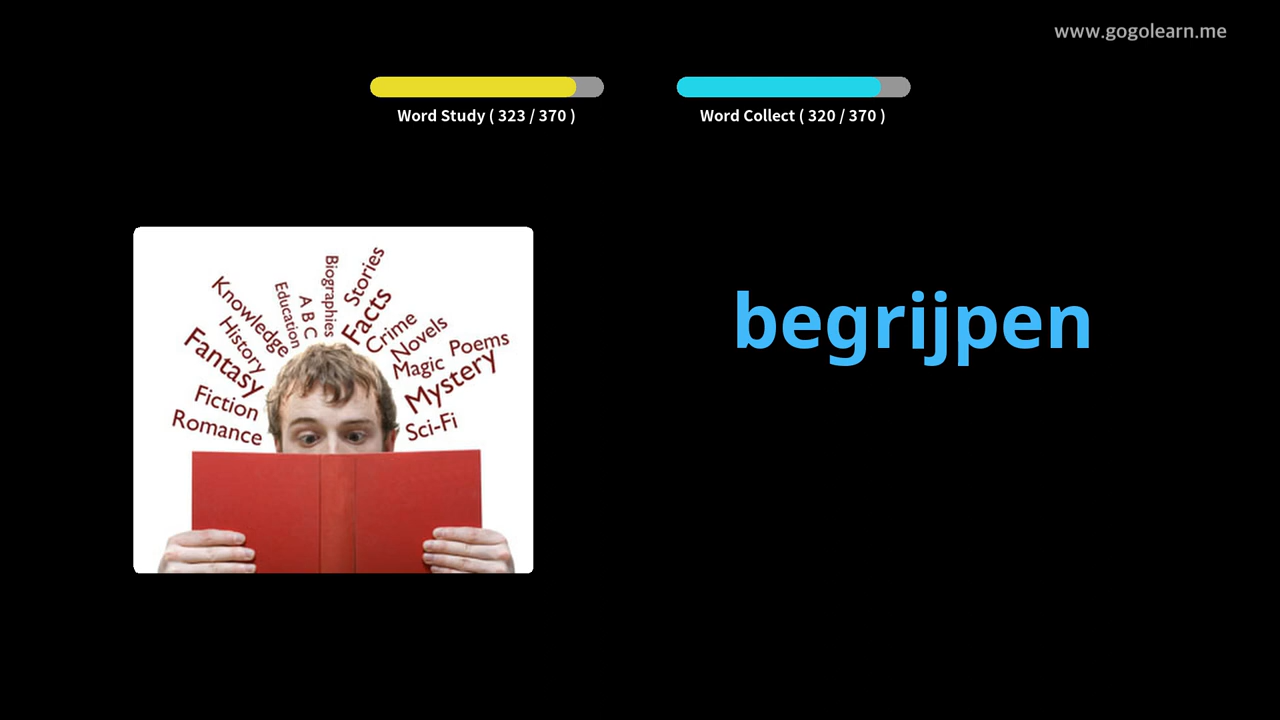 www.gogolearn.me
Word Study ( 323 / 370 )
Word Collect ( 320 / 370 )
begrijpen
Biographies
Stories
Education
A B C
Facts
Knowledge
Crime
History
Novels
Poems
Fantasy
Magic
Mystery
Fiction
Romance
Sci-Fi